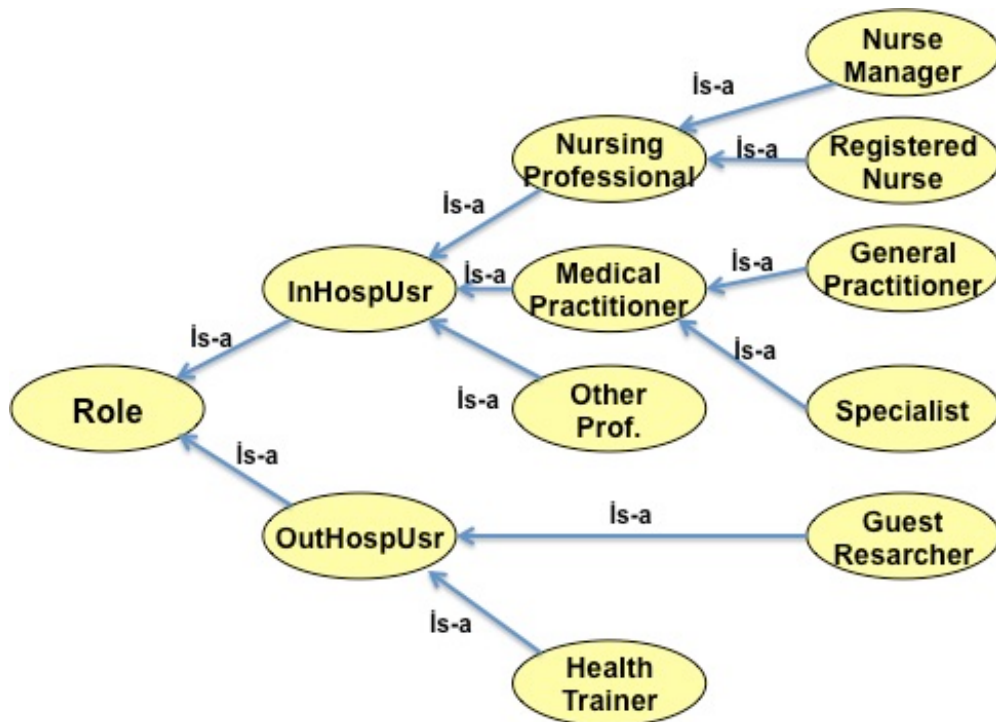 Nurse
Manager
İs-a
Nursing
Professional
İs-a
Registered
Nurse
İs-a
InHospUsr
İs-a
Medical
Practitioner
İs-a
General
Practitioner
İs-a
Role
İs-a
Other
Prof.
İs-a
Specialist
İs-a
OutHospUsr
İs-a
Guest
Resarcher
İs-a
Health
Trainer